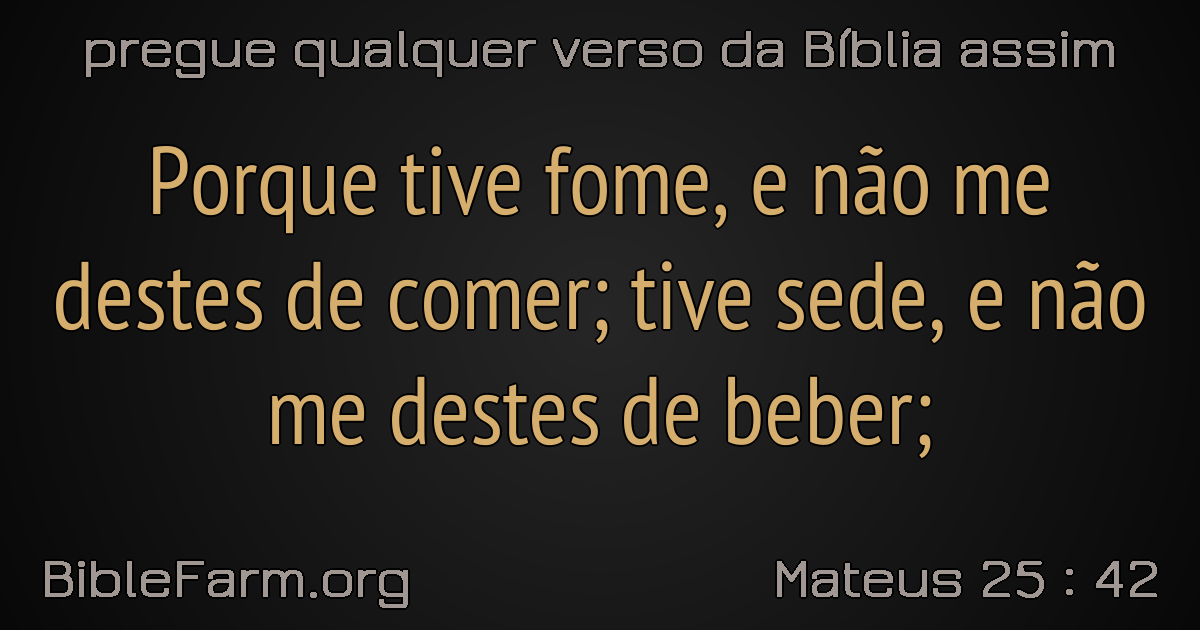 pregue qualquer verso da Bíblia assim
Porque tive fome, e não me
destes de comer; tive sede, e não
me destes de beber;
BibleFarm.org
Mateus 25 : 42